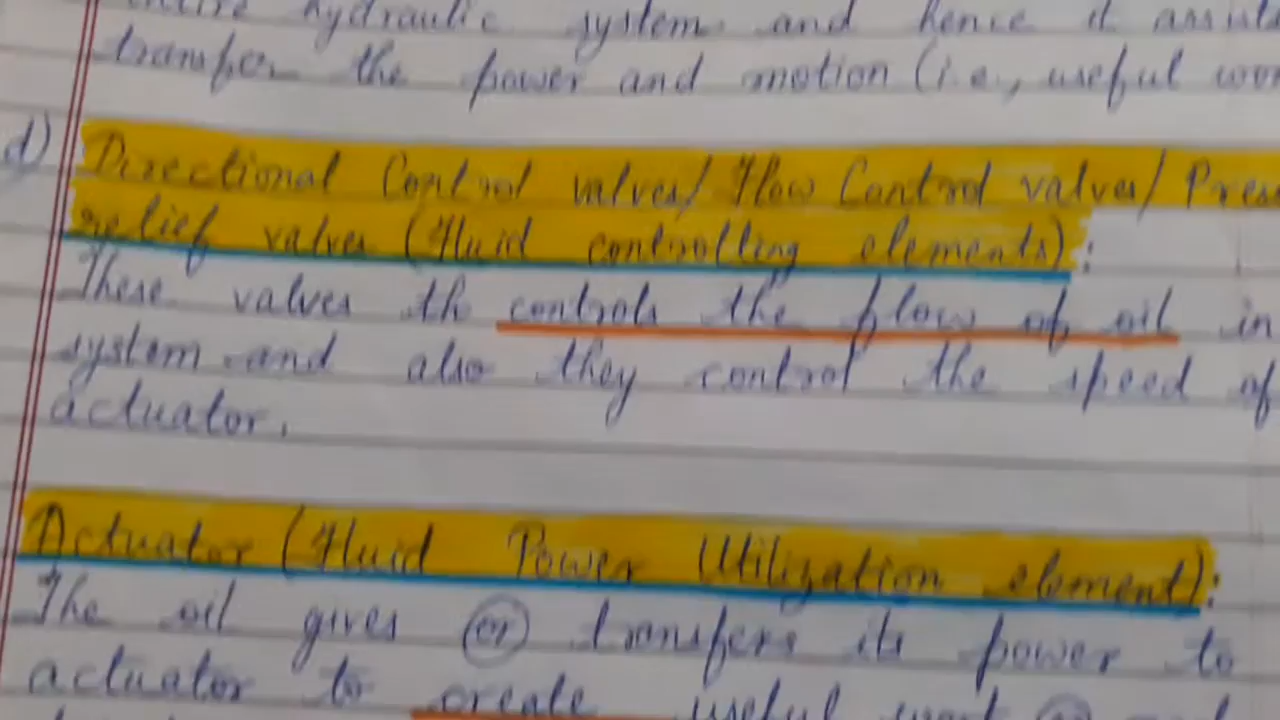 hydraulic system and hence it
transfer the power and motion (i.e., useful
d) Directional Control valves/ Flow Control valves/
relief valves (Fluid controlling elements):
These valves th controls the flow of oil in
system and also they control the speed of
actuator.
Actuator (Fluid Power Utilization element):
The oil gives (or) transfers its power to
actuator to create useful